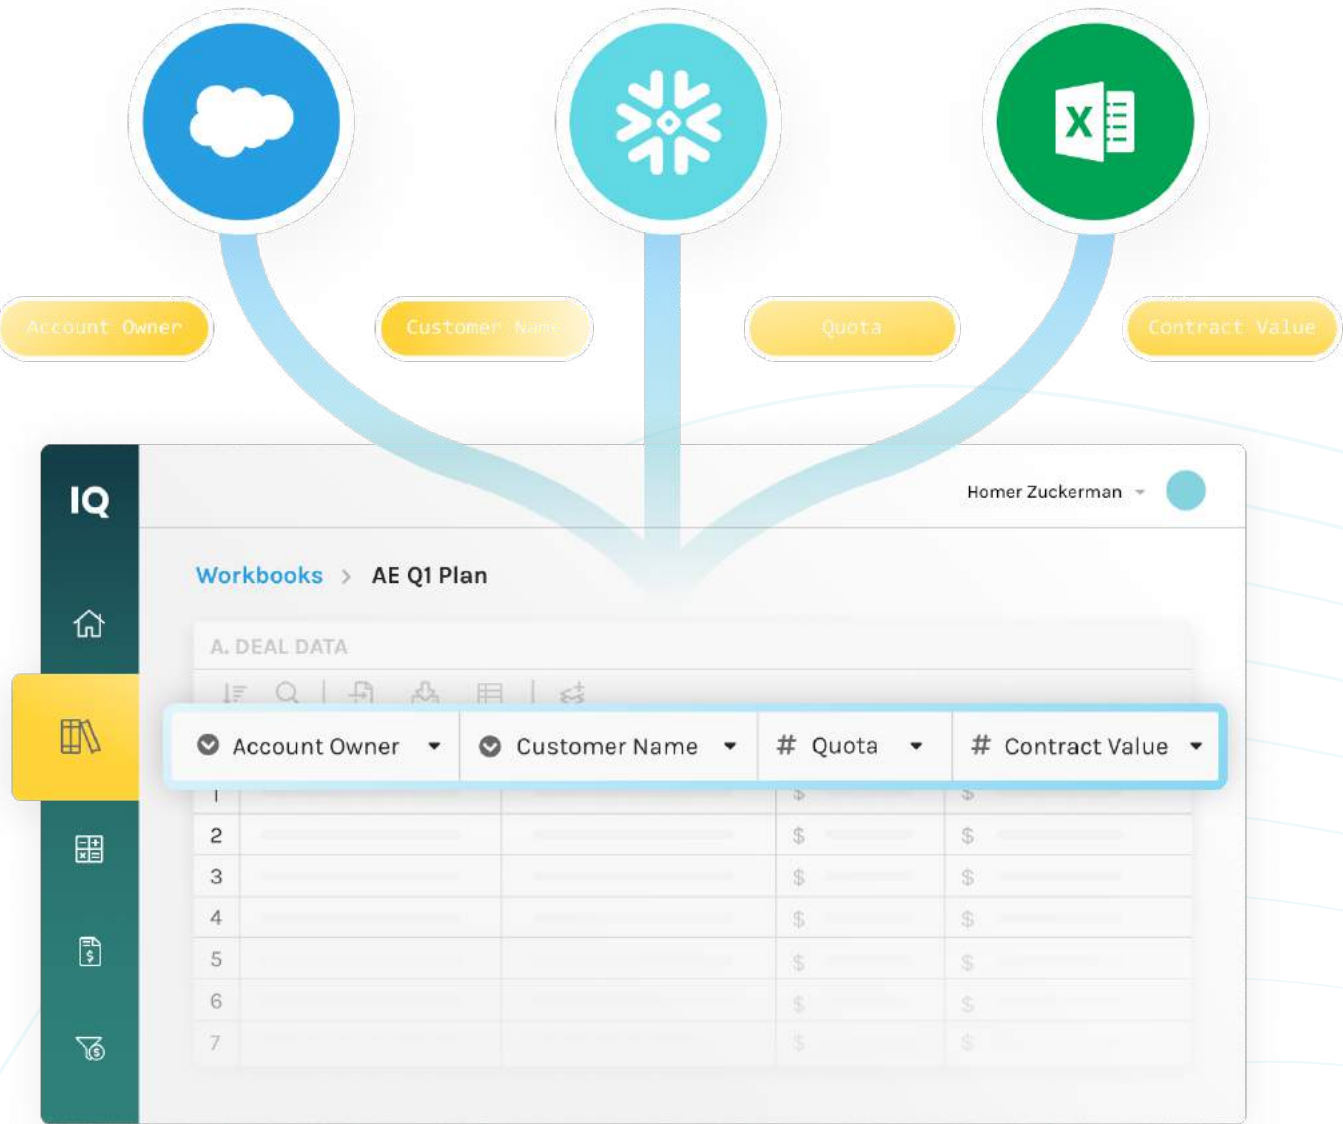 X
Account Owner
Customer Name
Quota
Contract Value
IQ
Homer Zuckerman
Workbooks > AE Q1 Plan
A. DEAL DATA
Account Owner
Customer Name
# Quota
# Contract Value
1 $ $
2 $ $
3 $ $
4 $ $
5 $ $
6 $ $
7 $ $